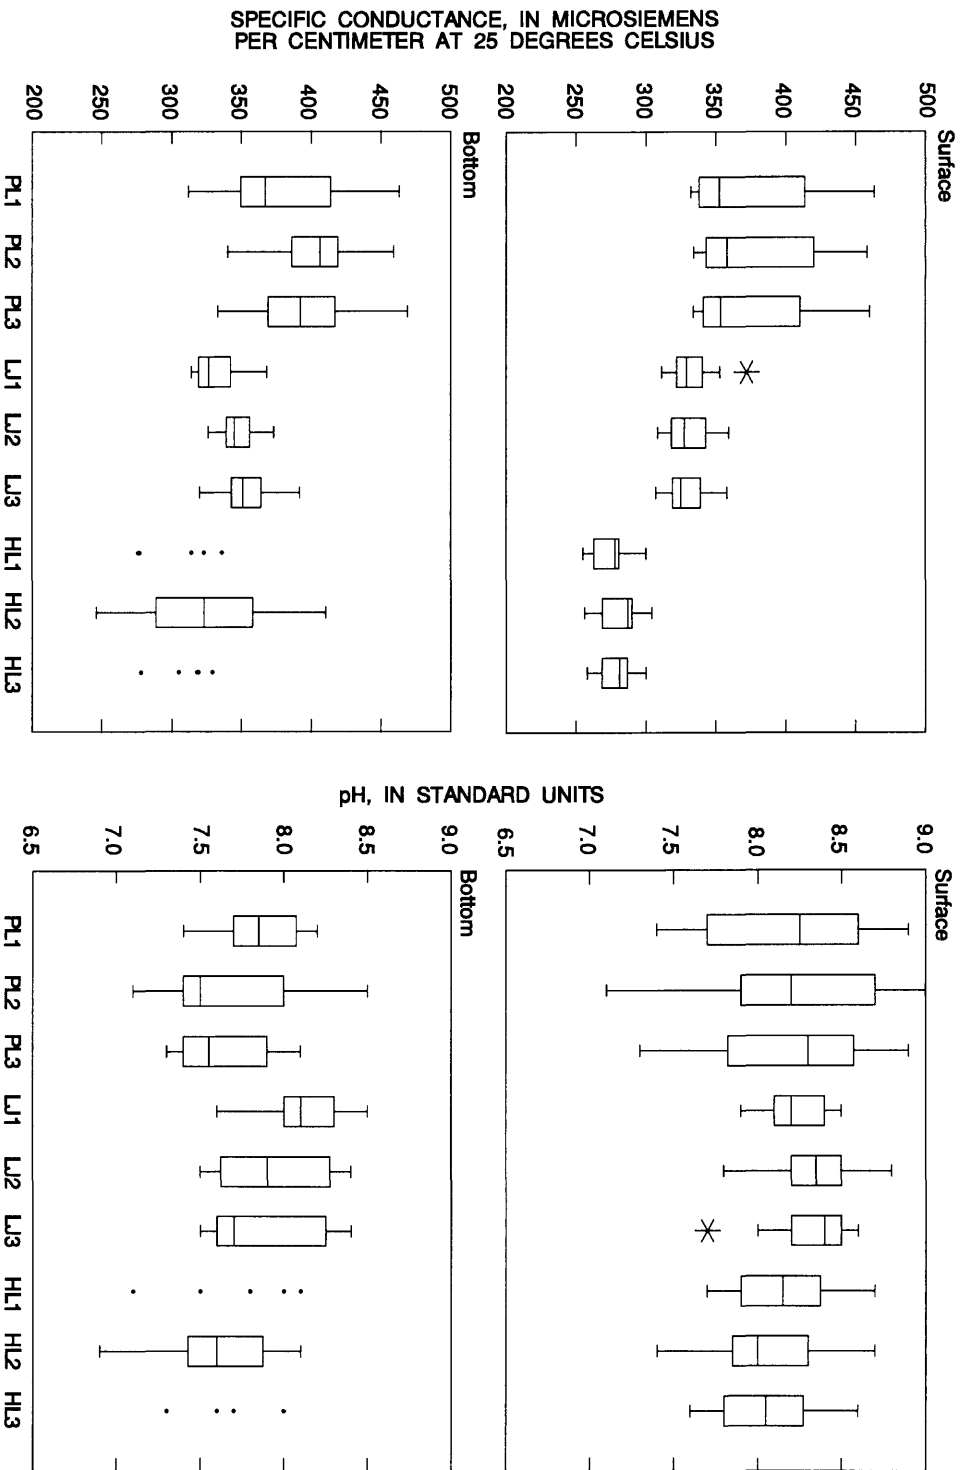 SPECIFIC CONDUCTANCE, IN MICROSIEMENS
PER CENTIMETER AT 25 DEGREES CELSIUS
Surface
500
450
400
350
300
250
200
Bottom
500
450
400
350
300
250
200
PL1 PL2 PL3 LJ1 LJ2 LJ3 HL1 HL2 HL3
pH, IN STANDARD UNITS
Surface
9.0
8.5
8.0
7.5
7.0
6.5
Bottom
9.0
8.5
8.0
7.5
7.0
6.5
PL1 PL2 PL3 LJ1 LJ2 LJ3 HL1 HL2 HL3